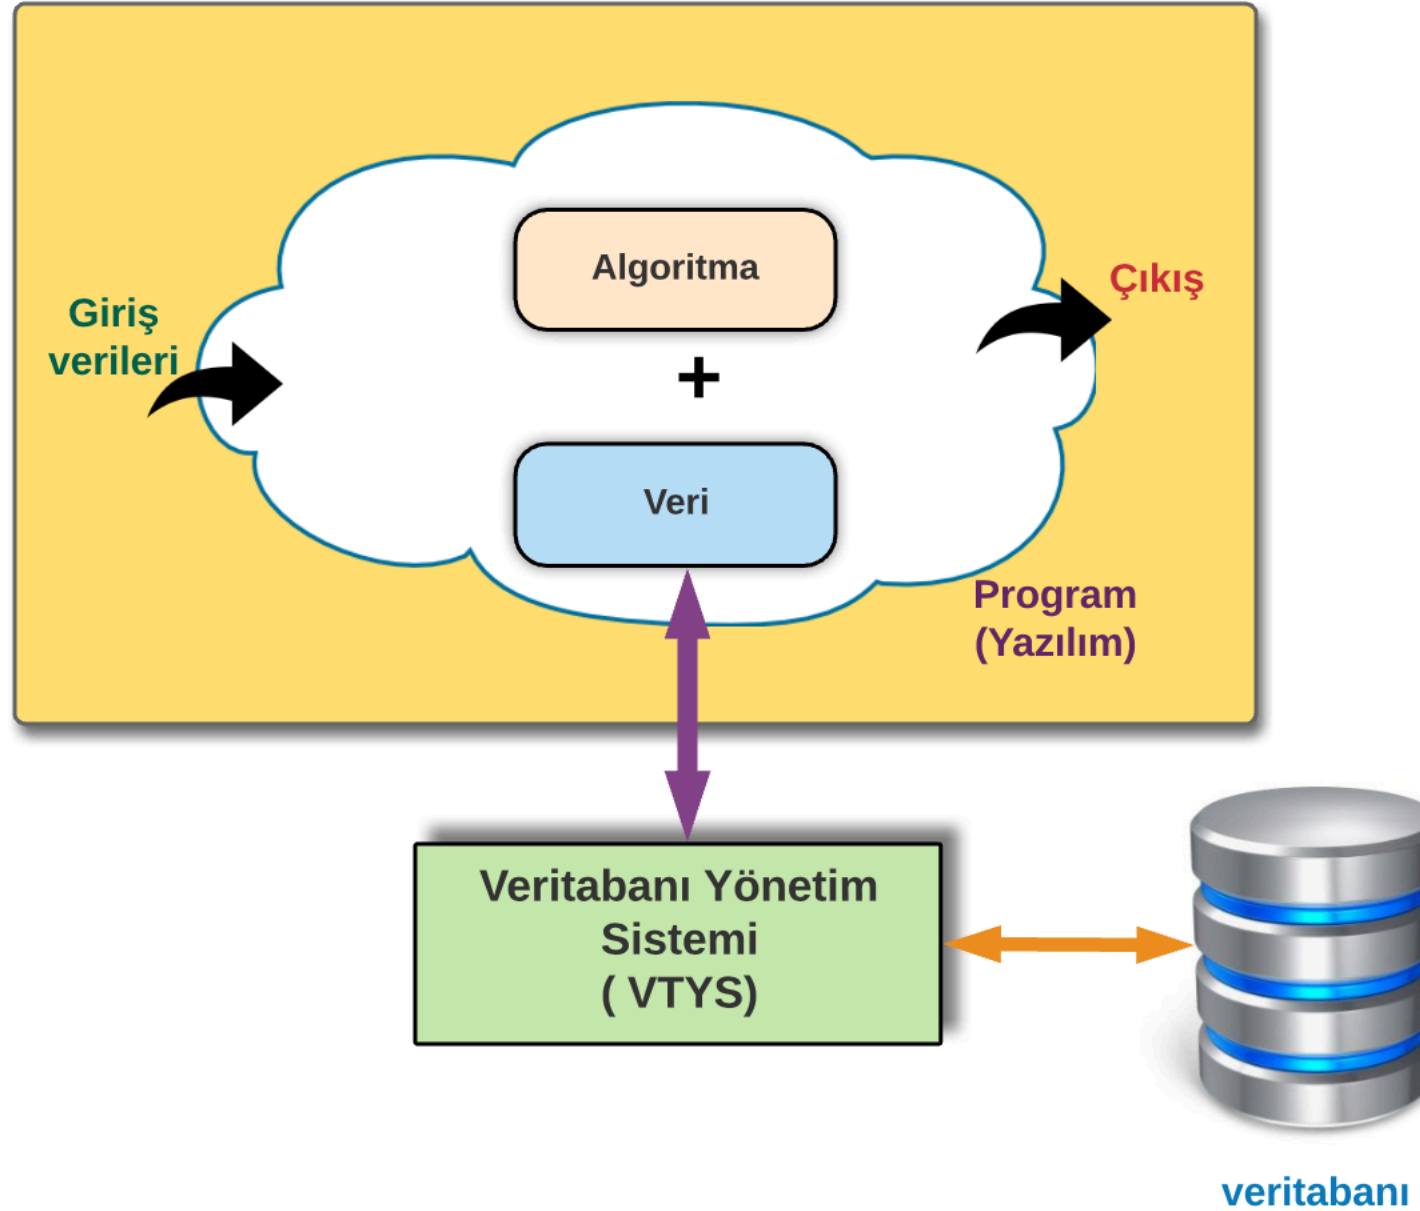 Algoritma
Giriş
verileri
Çıkış
+
Veri
Program
(Yazılım)
Veritabanı Yönetim
Sistemi
( VTYS)
veritabanı